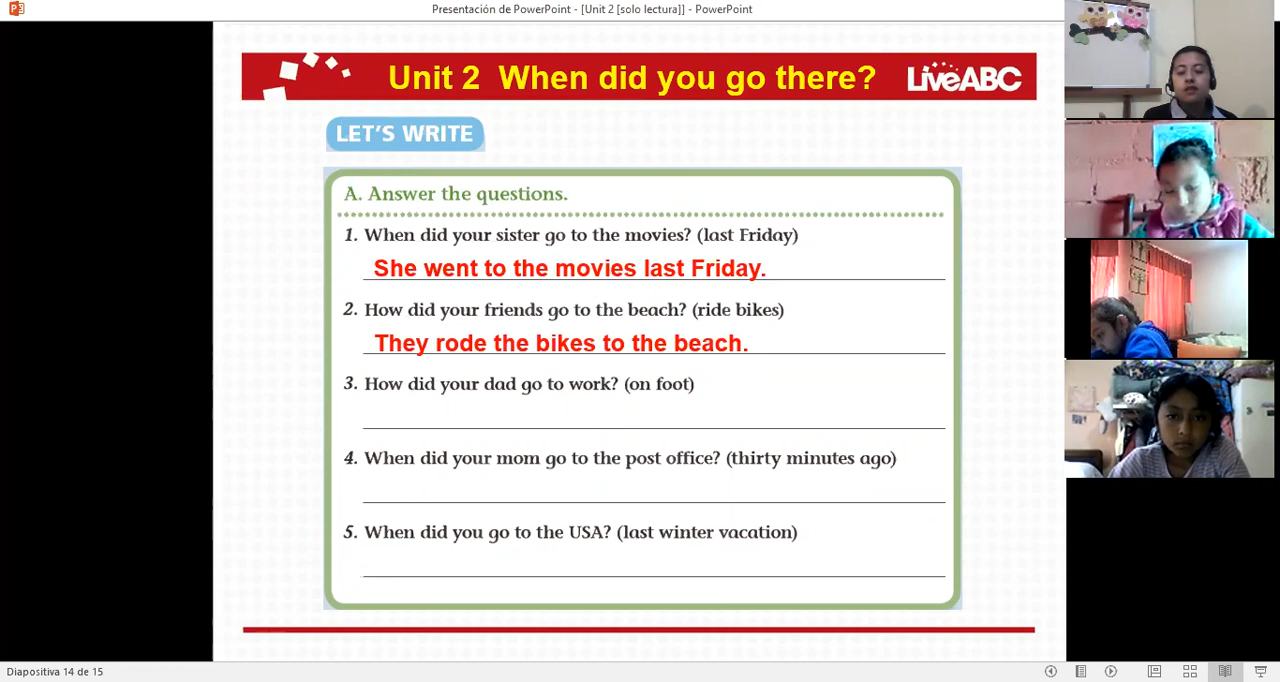 Presentación de PowerPoint - [Unit 2 [solo lectura]] - PowerPoint
Unit 2 When did you go there?
LiveABC
LET'S WRITE
A. Answer the questions.
1. When did your sister go to the movies? (last Friday)
She went to the movies last Friday.
2. How did your friends go to the beach? (ride bikes)
They rode the bikes to the beach.
3. How did your dad go to work? (on foot)
4. When did your mom go to the post office? (thirty minutes ago)
5. When did you go to the USA? (last winter vacation)
Diapositiva 14 de 15